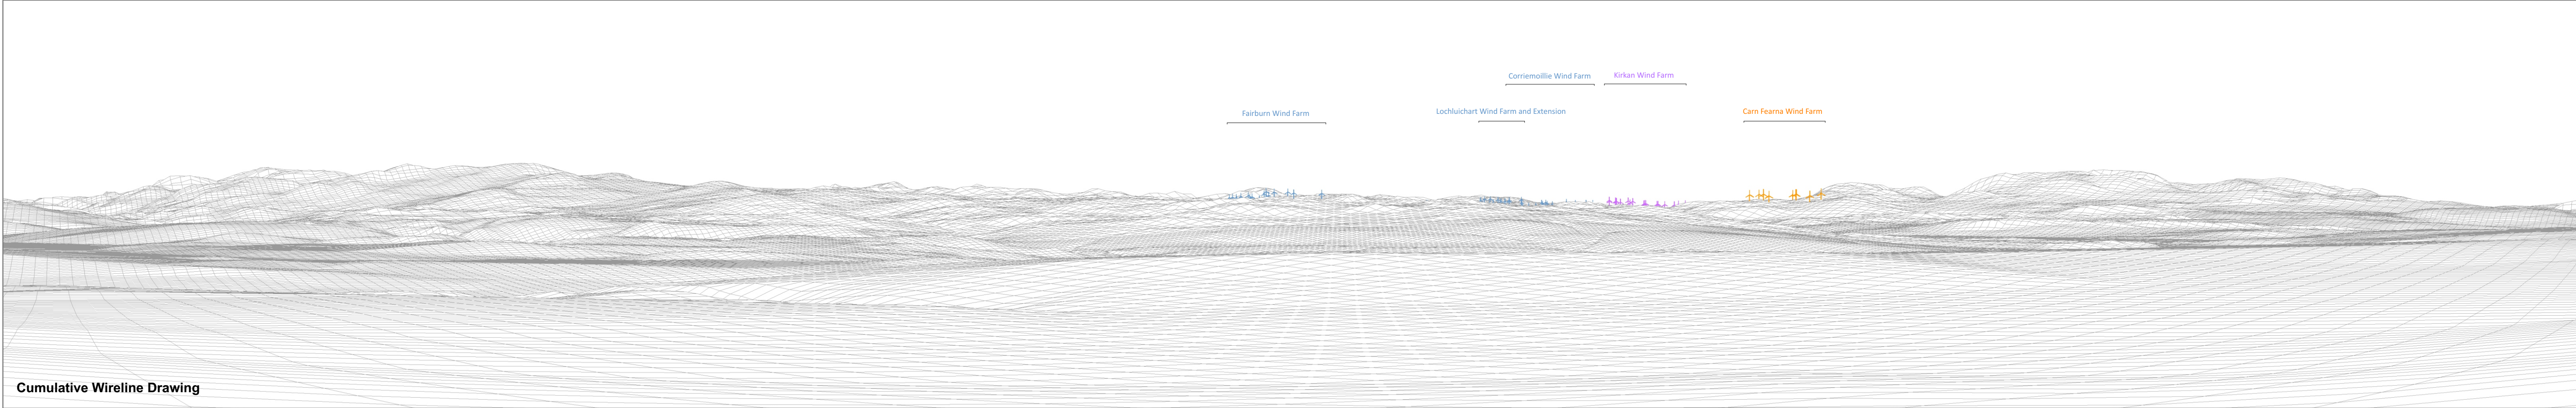 Corriemoillie Wind Farm
Kirkan Wind Farm
Fairburn Wind Farm
Lochluichart Wind Farm and Extension
Carn Fearna Wind Farm
Cumulative Wireline Drawing